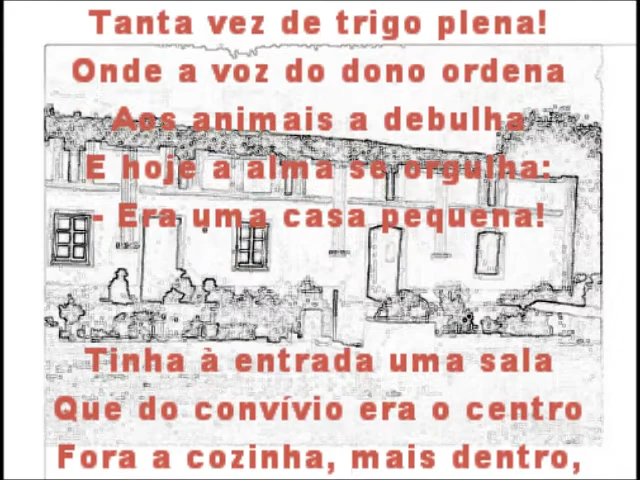 Tanta vez de trigo plena!
Onde a voz do dono ordena
Aos animais a debulha
E hoje a alma se orgulha:
- Era uma casa pequena!
Tinha à entrada uma sala
Que do convívio era o centro
Fora a cozinha, mais dentro,